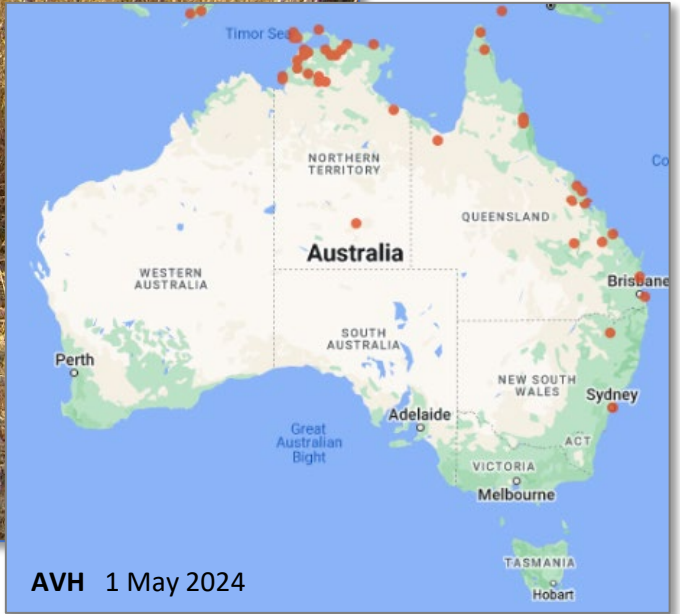 Timor Sea
Co
NORTHERN
TERRITORY
QUEENSLAND
Australia
WESTERN
AUSTRALIA
Brisbane
SOUTH
AUSTRALIA
Perth
NEW SOUTH
WALES
Sydney
Adelaide
Great
Australian
Bight
ACT
VICTORIA
Melbourne
TASMANIA
Hobart
AVH 1 May 2024